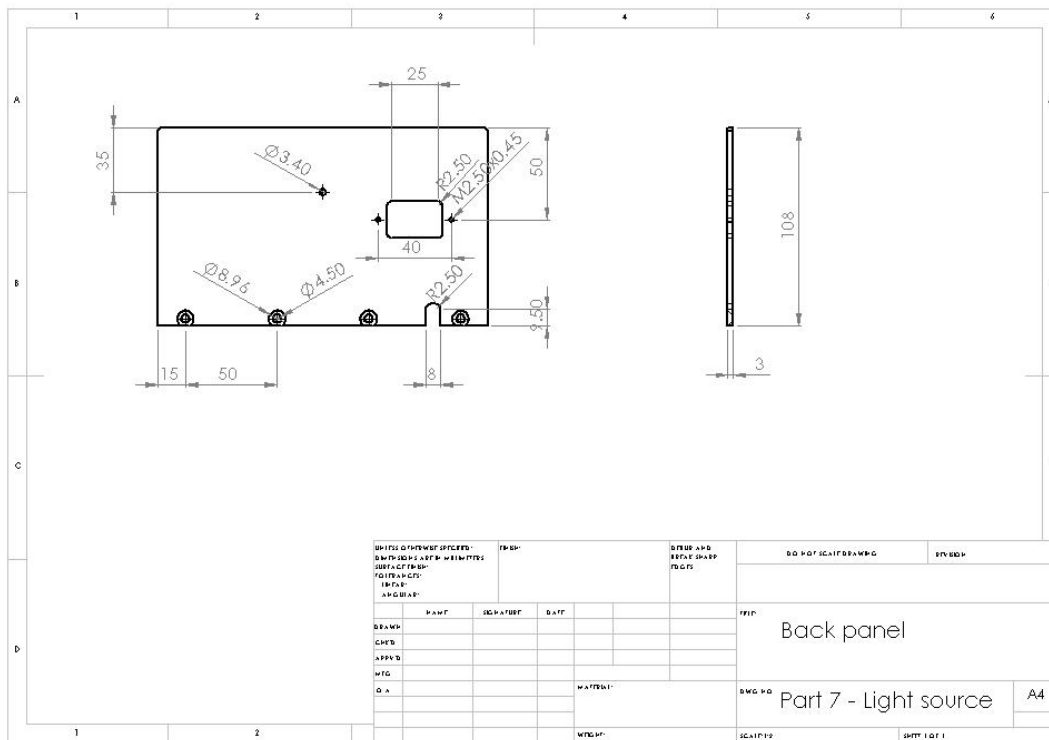 1 2 3 4 5 6
A
25
35
Ø3.40
R2.50
M2.50x0.45
50
40
108
B
Ø8.96
Ø4.50
R2.50
9.50
15
50
8
3
C
UNLESS OTHERWISE SPECIFIED:
DIMENSIONS ARE IN MILLIMETERS
SURFACE FINISH:
TOLERANCES:
LINEAR:
ANGULAR:
FINISH:
DEBUR AND
BREAK SHARP
EDGES
DO NOT SCALE DRAWING
REVISION
NAME
SIGNATURE
DATE
TITLE:
DRAWN
CHK'D
APPV'D
MFG
Q.A
Back panel
D
MATERIAL:
DWG NO.
Part 7 - Light source
A4
WEIGHT:
SCALE:1:2
SHEET 1 OF 1
1 2